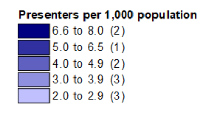 Presenters per 1,000 population
6.6 to 8.0 (2)
5.0 to 6.5 (1)
4.0 to 4.9 (2)
3.0 to 3.9 (3)
2.0 to 2.9 (3)